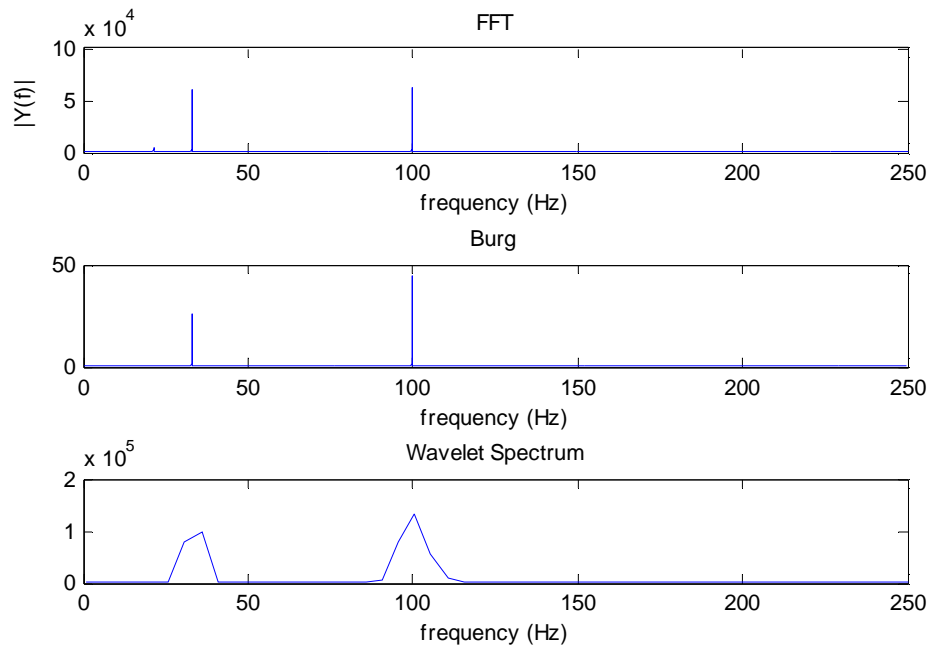 FFT
x 10^4
|Y(f)|
10
5
0
0 50 100 150 200 250
frequency (Hz)
Burg
50
0
0 50 100 150 200 250
frequency (Hz)
Wavelet Spectrum
x 10^5
2
1
0
0 50 100 150 200 250
frequency (Hz)